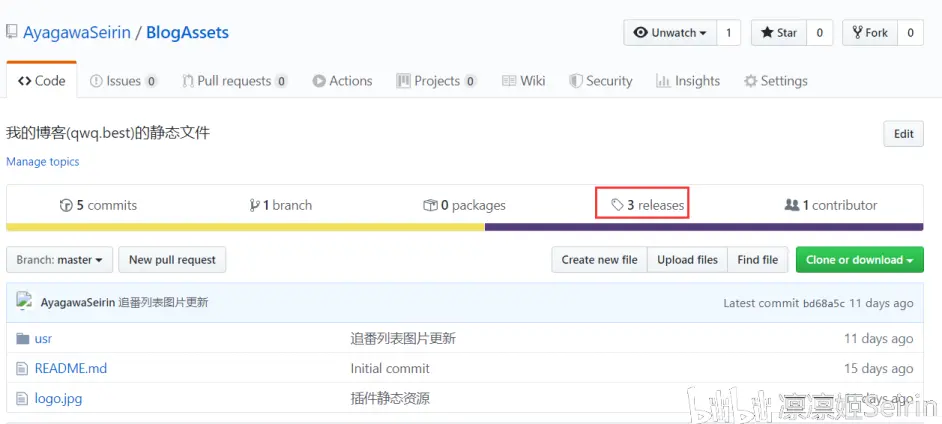 AyagawaSeirin / BlogAssets
Unwatch 1 Star 0 Fork 0
Code Issues 0 Pull requests 0 Actions Projects 0 Wiki Security Insights Settings
我的博客(qwq.best)的静态文件
Edit
Manage topics
5 commits 1 branch 0 packages 3 releases 1 contributor
Branch: master New pull request Create new file Upload files Find file Clone or download
AyagawaSeirin 追番列表图片更新 Latest commit bd68a5c 11 days ago
usr 追番列表图片更新 11 days ago
README.md Initial commit 15 days ago
logo.jpg 插件静态资源 days ago
bilibili 凛凛姬Seirin